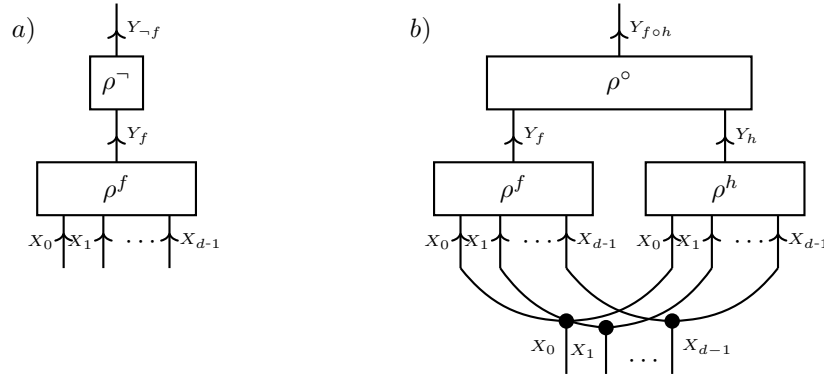 a) Y¬f
ρ¬
Yf
ρf
X0 X1 ... Xd-1
b) Yf∘h
ρ∘
Yf Yh
ρf ρh
X0 X1 ... Xd-1 X0 X1 ... Xd-1
X0 X1 ... Xd−1